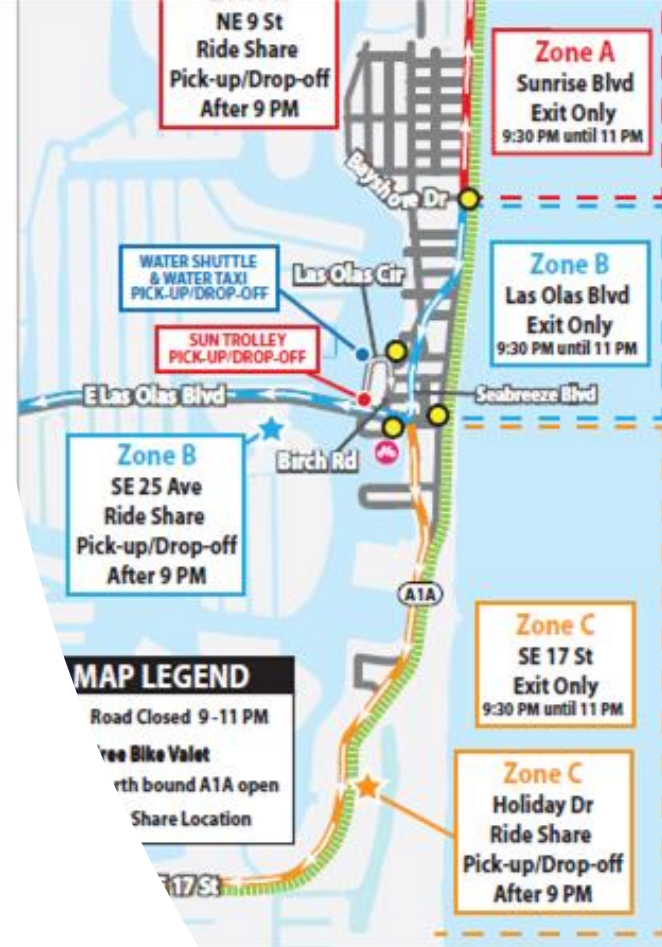 NE 9 St
Ride Share
Pick-up/Drop-off
After 9 PM
Zone A
Sunrise Blvd
Exit Only
9:30 PM until 11 PM
Bayshore Dr
Zone B
Las Olas Blvd
Exit Only
9:30 PM until 11 PM
WATER SHUTTLE
& WATER TAXI
PICK-UP/DROP-OFF
Las Olas Cir
SUN TROLLEY
PICK-UP/DROP-OFF
E Las Olas Blvd
Seabreeze Blvd
Birch Rd
Zone B
SE 25 Ave
Ride Share
Pick-up/Drop-off
After 9 PM
A1A
Zone C
SE 17 St
Exit Only
9:30 PM until 11 PM
MAP LEGEND
Road Closed 9-11 PM
Bike Valet
bound A1A open
Share Location
Zone C
Holiday Dr
Ride Share
Pick-up/Drop-off
After 9 PM
17 St